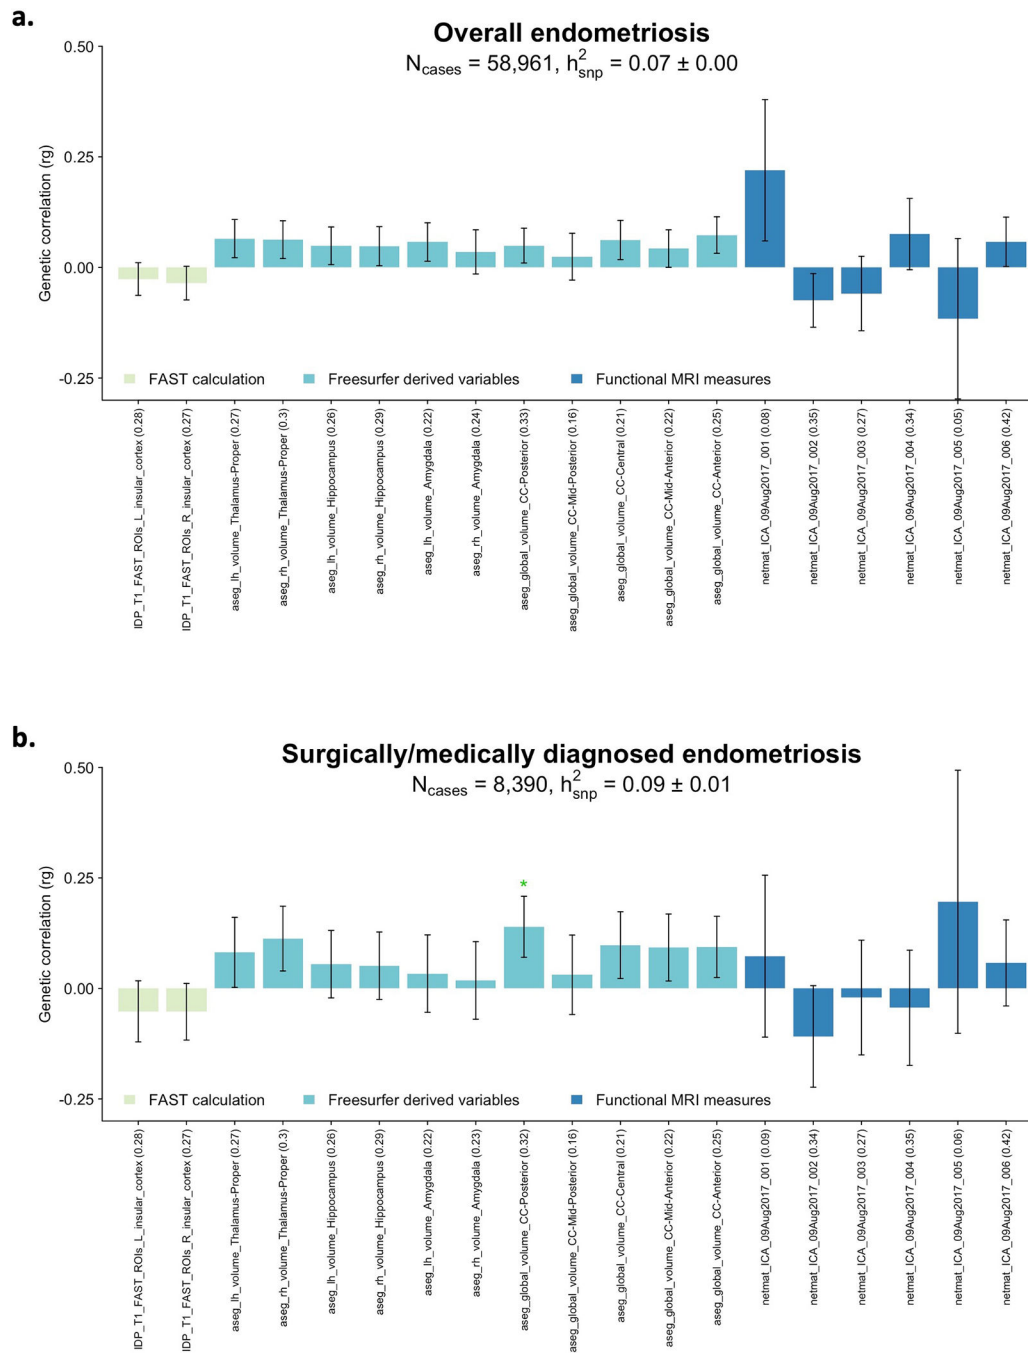 a.
Overall endometriosis
N_cases = 58,961, h²_snp = 0.07 ± 0.00
Genetic correlation (rg)
0.50
0.25
0.00
-0.25
FAST calculation
Freesurfer derived variables
Functional MRI measures
IDP_T1_FAST_ROIs_L_insular_cortex (0.28)
IDP_T1_FAST_ROIs_R_insular_cortex (0.27)
aseg_lh_volume_Thalamus-Proper (0.27)
aseg_rh_volume_Thalamus-Proper (0.3)
aseg_lh_volume_Hippocampus (0.26)
aseg_rh_volume_Hippocampus (0.29)
aseg_lh_volume_Amygdala (0.22)
aseg_rh_volume_Amygdala (0.24)
aseg_global_volume_CC-Posterior (0.33)
aseg_global_volume_CC-Mid-Posterior (0.16)
aseg_global_volume_CC-Central (0.21)
aseg_global_volume_CC-Mid-Anterior (0.22)
aseg_global_volume_CC-Anterior (0.25)
netmat_ICA_09Aug2017_001 (0.08)
netmat_ICA_09Aug2017_002 (0.35)
netmat_ICA_09Aug2017_003 (0.27)
netmat_ICA_09Aug2017_004 (0.34)
netmat_ICA_09Aug2017_005 (0.05)
netmat_ICA_09Aug2017_006 (0.42)
b.
Surgically/medically diagnosed endometriosis
N_cases = 8,390, h²_snp = 0.09 ± 0.01
Genetic correlation (rg)
0.50
0.25
0.00
-0.25
*
FAST calculation
Freesurfer derived variables
Functional MRI measures
IDP_T1_FAST_ROIs_L_insular_cortex (0.28)
IDP_T1_FAST_ROIs_R_insular_cortex (0.27)
aseg_lh_volume_Thalamus-Proper (0.27)
aseg_rh_volume_Thalamus-Proper (0.3)
aseg_lh_volume_Hippocampus (0.26)
aseg_rh_volume_Hippocampus (0.29)
aseg_lh_volume_Amygdala (0.22)
aseg_rh_volume_Amygdala (0.23)
aseg_global_volume_CC-Posterior (0.32)
aseg_global_volume_CC-Mid-Posterior (0.16)
aseg_global_volume_CC-Central (0.21)
aseg_global_volume_CC-Mid-Anterior (0.22)
aseg_global_volume_CC-Anterior (0.25)
netmat_ICA_09Aug2017_001 (0.09)
netmat_ICA_09Aug2017_002 (0.34)
netmat_ICA_09Aug2017_003 (0.27)
netmat_ICA_09Aug2017_004 (0.35)
netmat_ICA_09Aug2017_005 (0.06)
netmat_ICA_09Aug2017_006 (0.42)